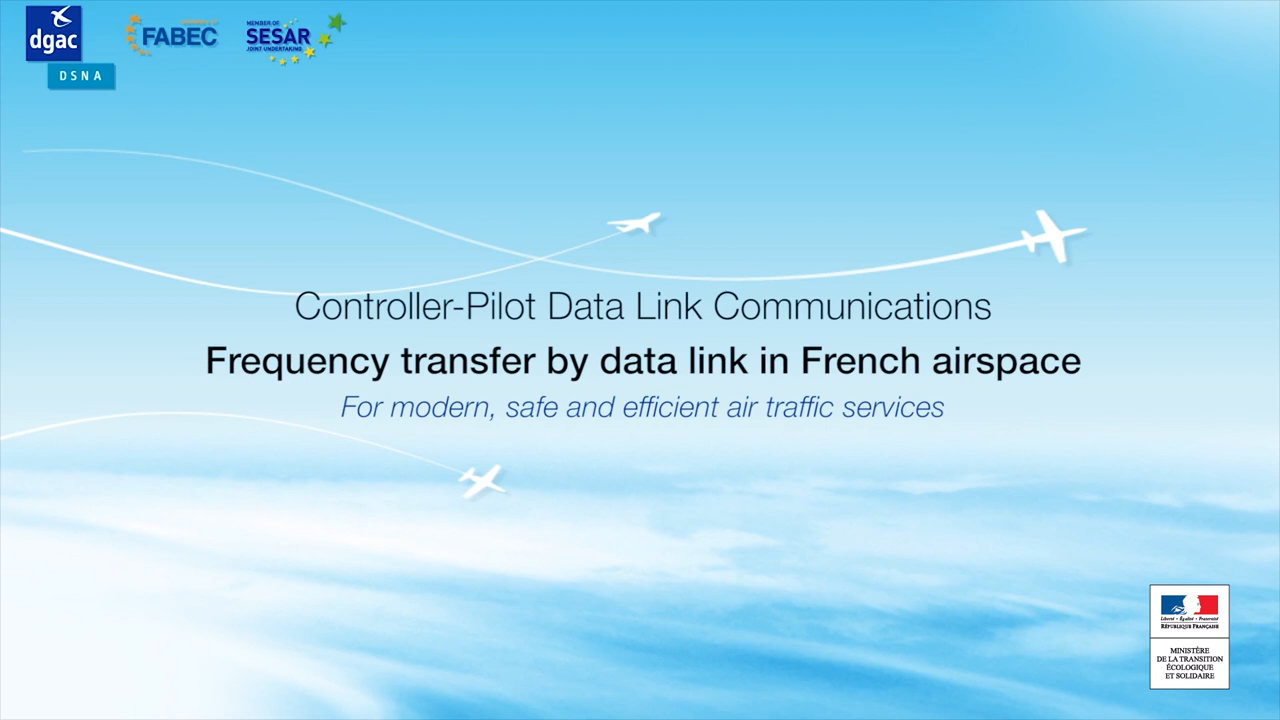 dgac
DSNA
FABEC
MEMBER OF
SESAR
JOINT UNDERTAKING
Controller-Pilot Data Link Communications
Frequency transfer by data link in French airspace
For modern, safe and efficient air traffic services
Liberté • Égalité • Fraternité
RÉPUBLIQUE FRANÇAISE
MINISTÈRE
DE LA TRANSITION
ÉCOLOGIQUE
ET SOLIDAIRE